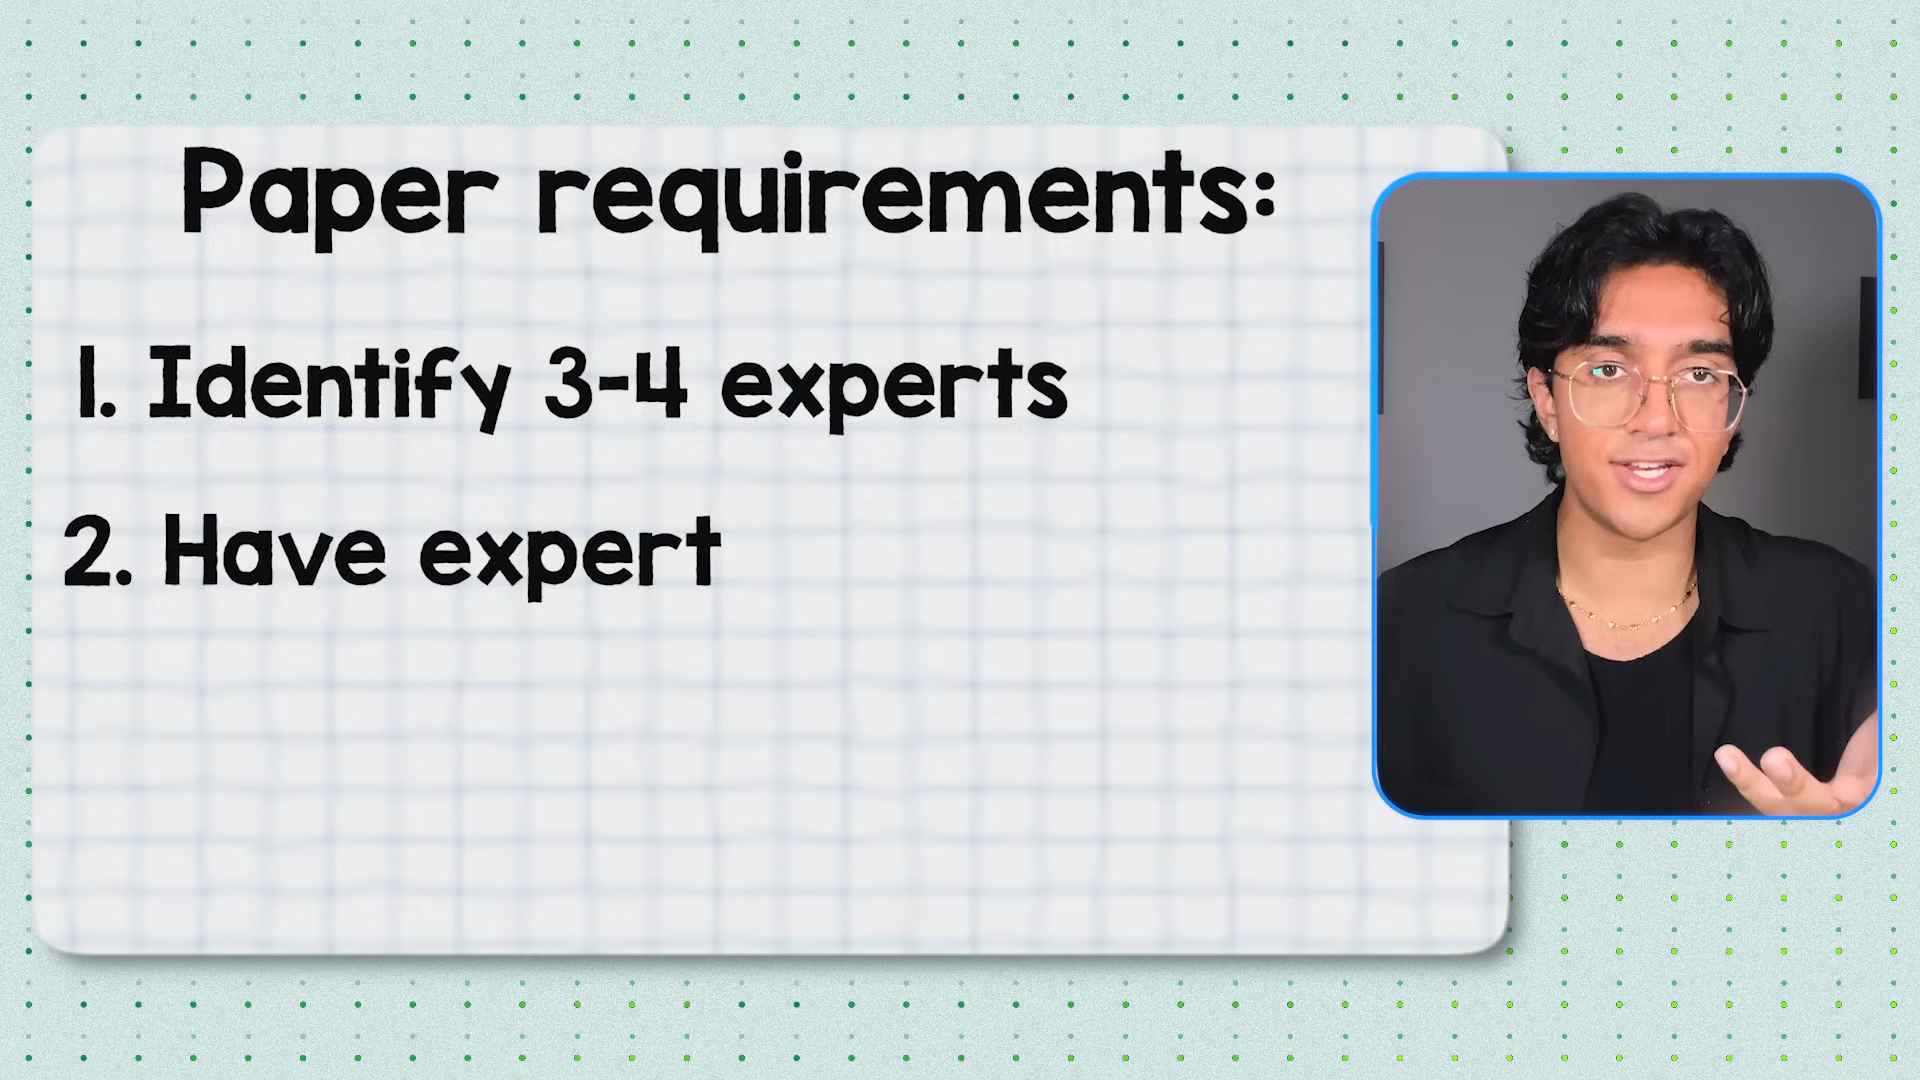 Paper requirements:
1. Identify 3-4 experts
2. Have expert